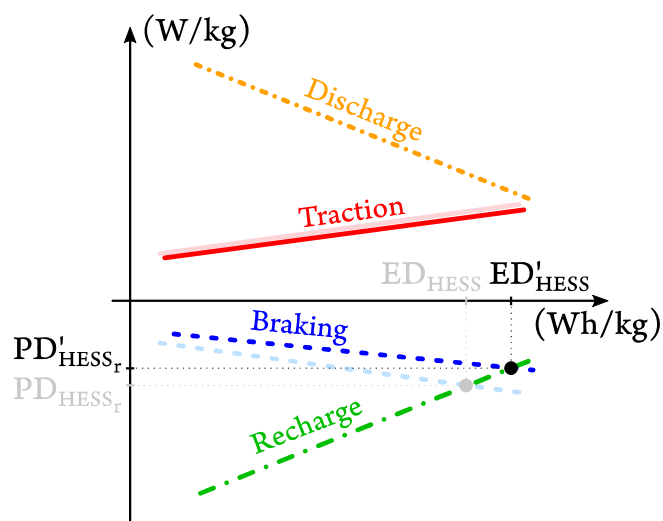 (W/kg)
Discharge
Traction
ED_HESS ED'_HESS
(Wh/kg)
Braking
PD'_HESS_r
PD_HESS_r
Recharge